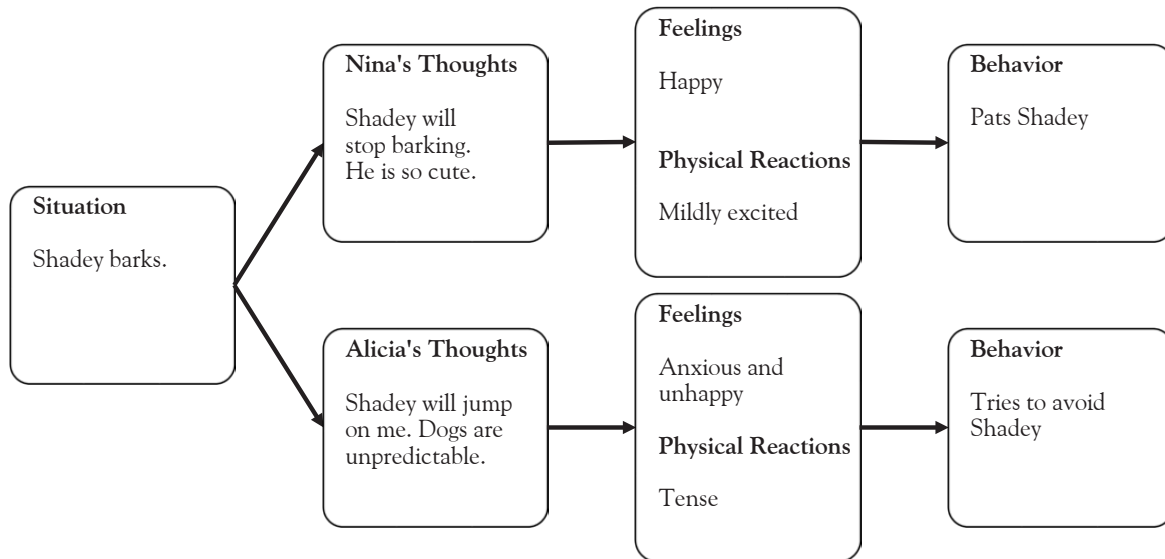 Situation
Shadey barks.
Nina's Thoughts
Shadey will
stop barking.
He is so cute.
Feelings
Happy
Physical Reactions
Mildly excited
Behavior
Pats Shadey
Alicia's Thoughts
Shadey will jump
on me. Dogs are
unpredictable.
Feelings
Anxious and
unhappy
Physical Reactions
Tense
Behavior
Tries to avoid
Shadey